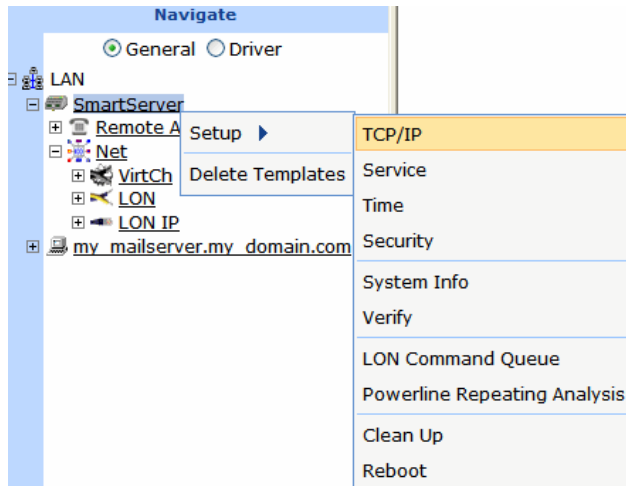 Navigate
General Driver
LAN
SmartServer
Remote A
Net
VirtCh
LON
LON IP
my_mailserver.my_domain.com
Setup
Delete Templates
TCP/IP
Service
Time
Security
System Info
Verify
LON Command Queue
Powerline Repeating Analysis
Clean Up
Reboot